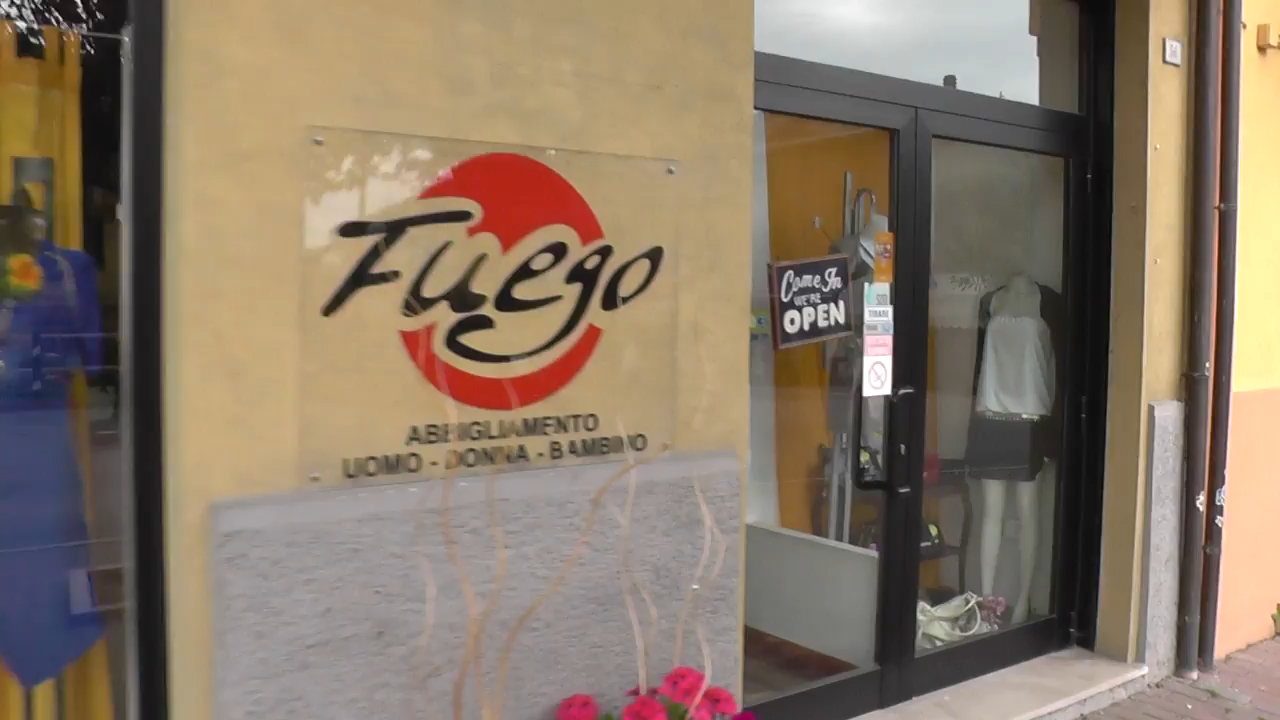 Fuego
ABBIGLIAMENTO
UOMO - DONNA - BAMBINO
Come In
WE'RE
OPEN
TIRARE